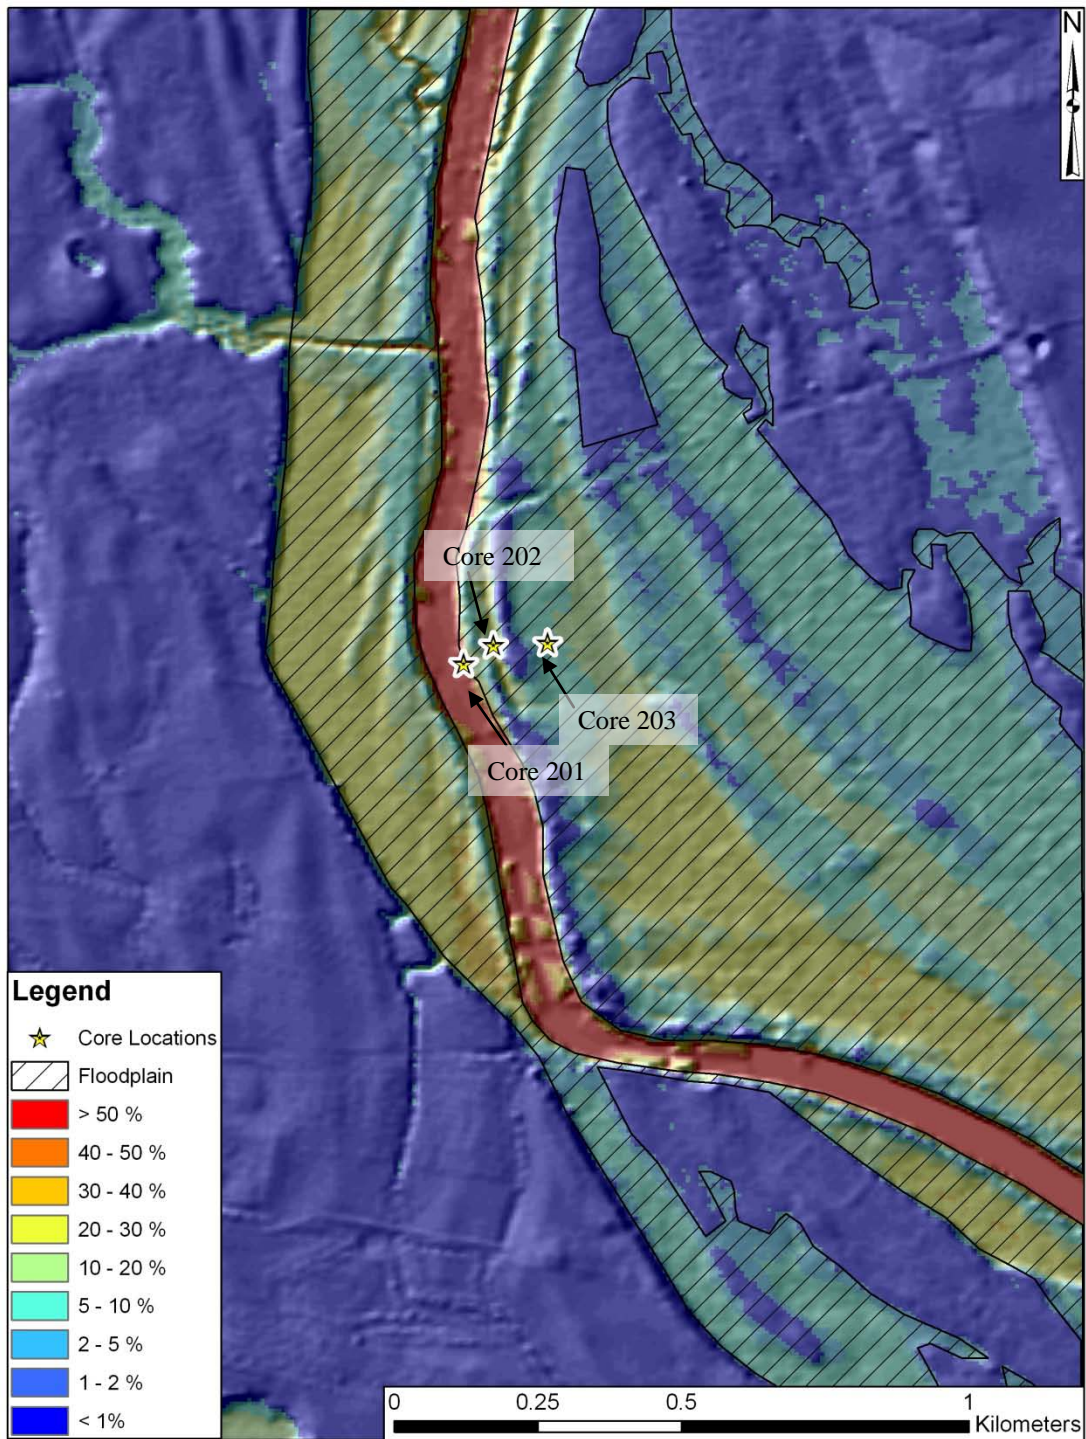 N
Core 202
Core 203
Core 201
Legend
Core Locations
Floodplain
> 50 %
40 - 50 %
30 - 40 %
20 - 30 %
10 - 20 %
5 - 10 %
2 - 5 %
1 - 2 %
< 1%
0 0.25 0.5 1
Kilometers